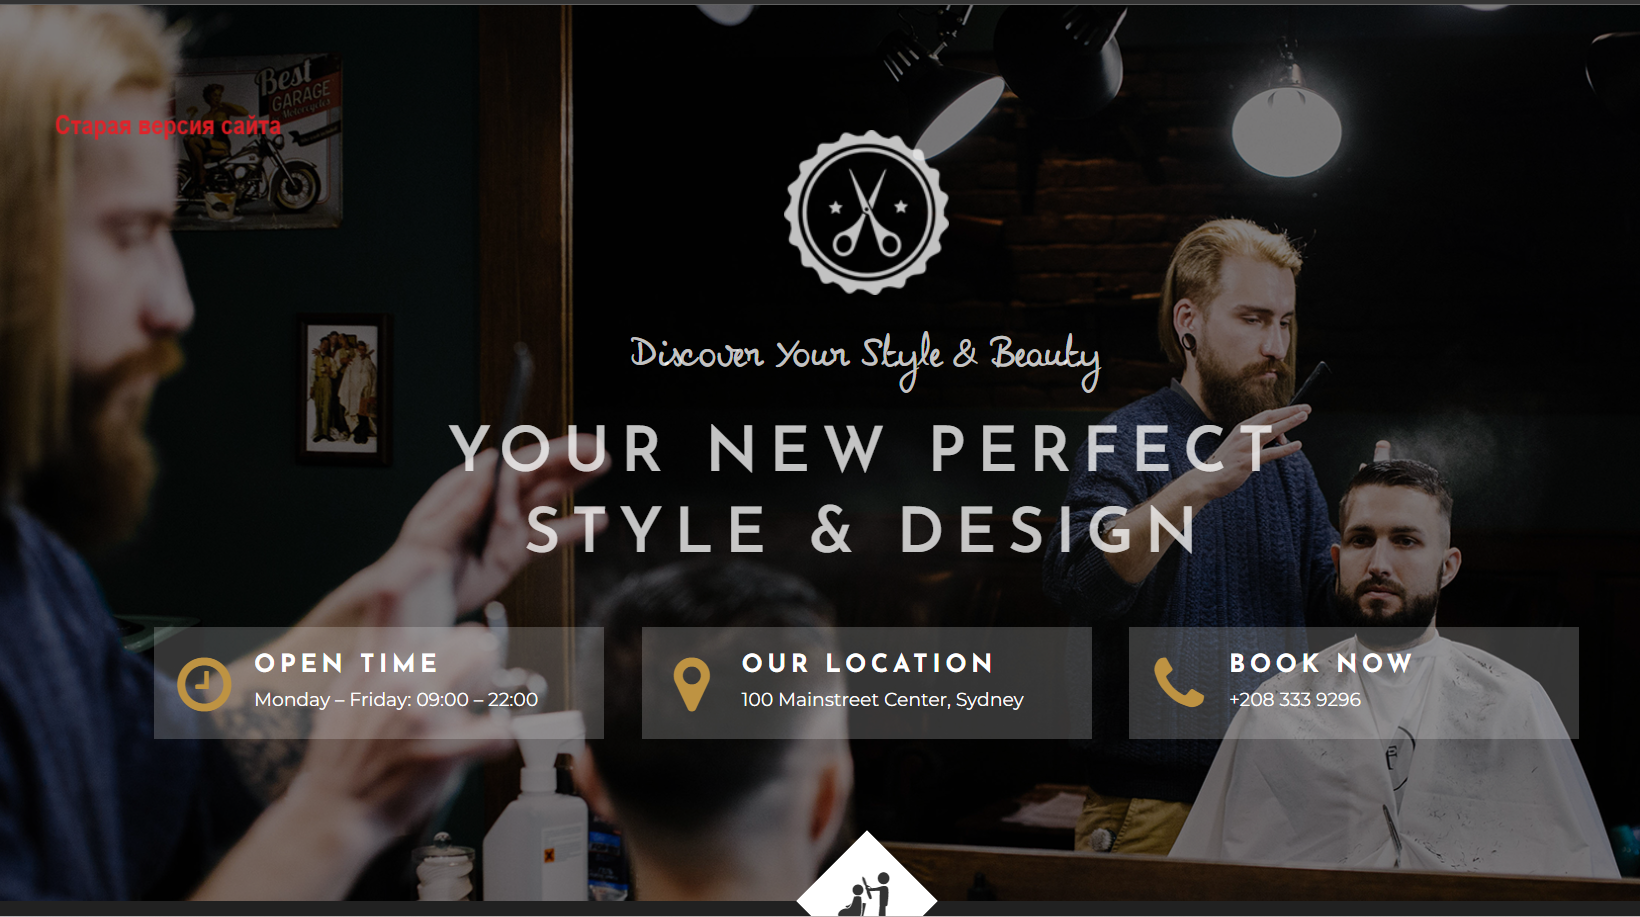 Best
GARAGE
Motorcycles
Старая версия сайта
Discover Your Style & Beauty
YOUR NEW PERFECT
STYLE & DESIGN
OPEN TIME
Monday – Friday: 09:00 – 22:00
OUR LOCATION
100 Mainstreet Center, Sydney
BOOK NOW
+208 333 9296